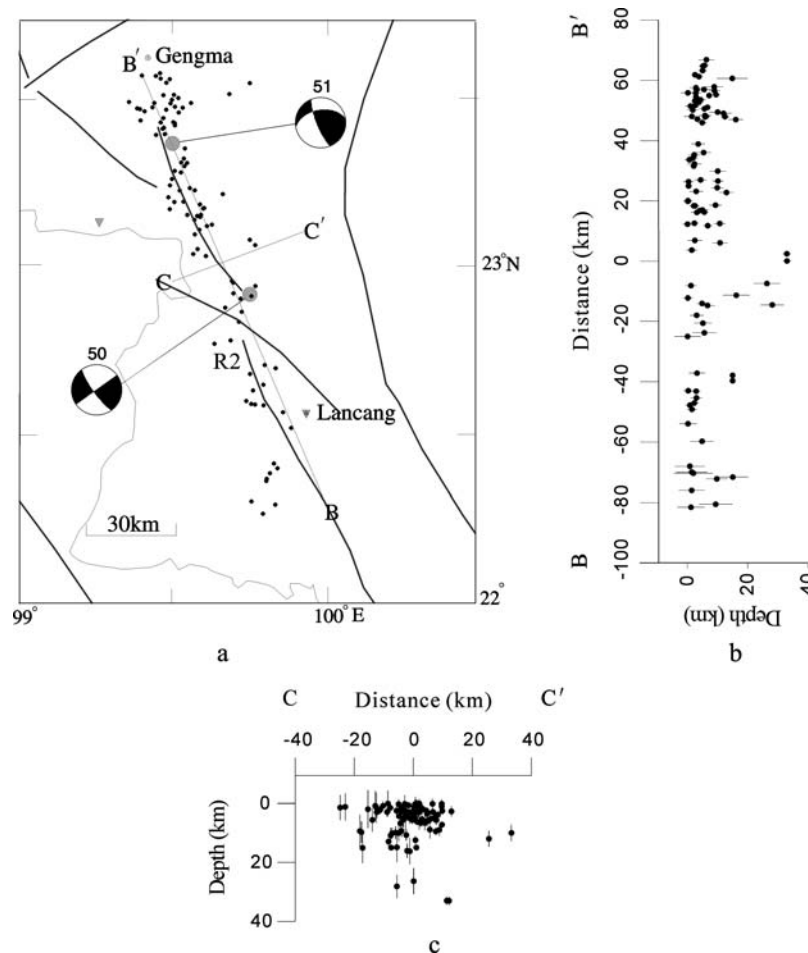 Gengma
B′
51
C′
23°N
C
50
R2
Lancang
30km
B
99°
100°E
22°
a
B′
80
60
40
20
0
-20
-40
-60
-80
-100
Distance (km)
B
0
20
40
Depth (km)
b
C Distance (km) C′
-40 -20 0 20 40
0
20
40
Depth (km)
c